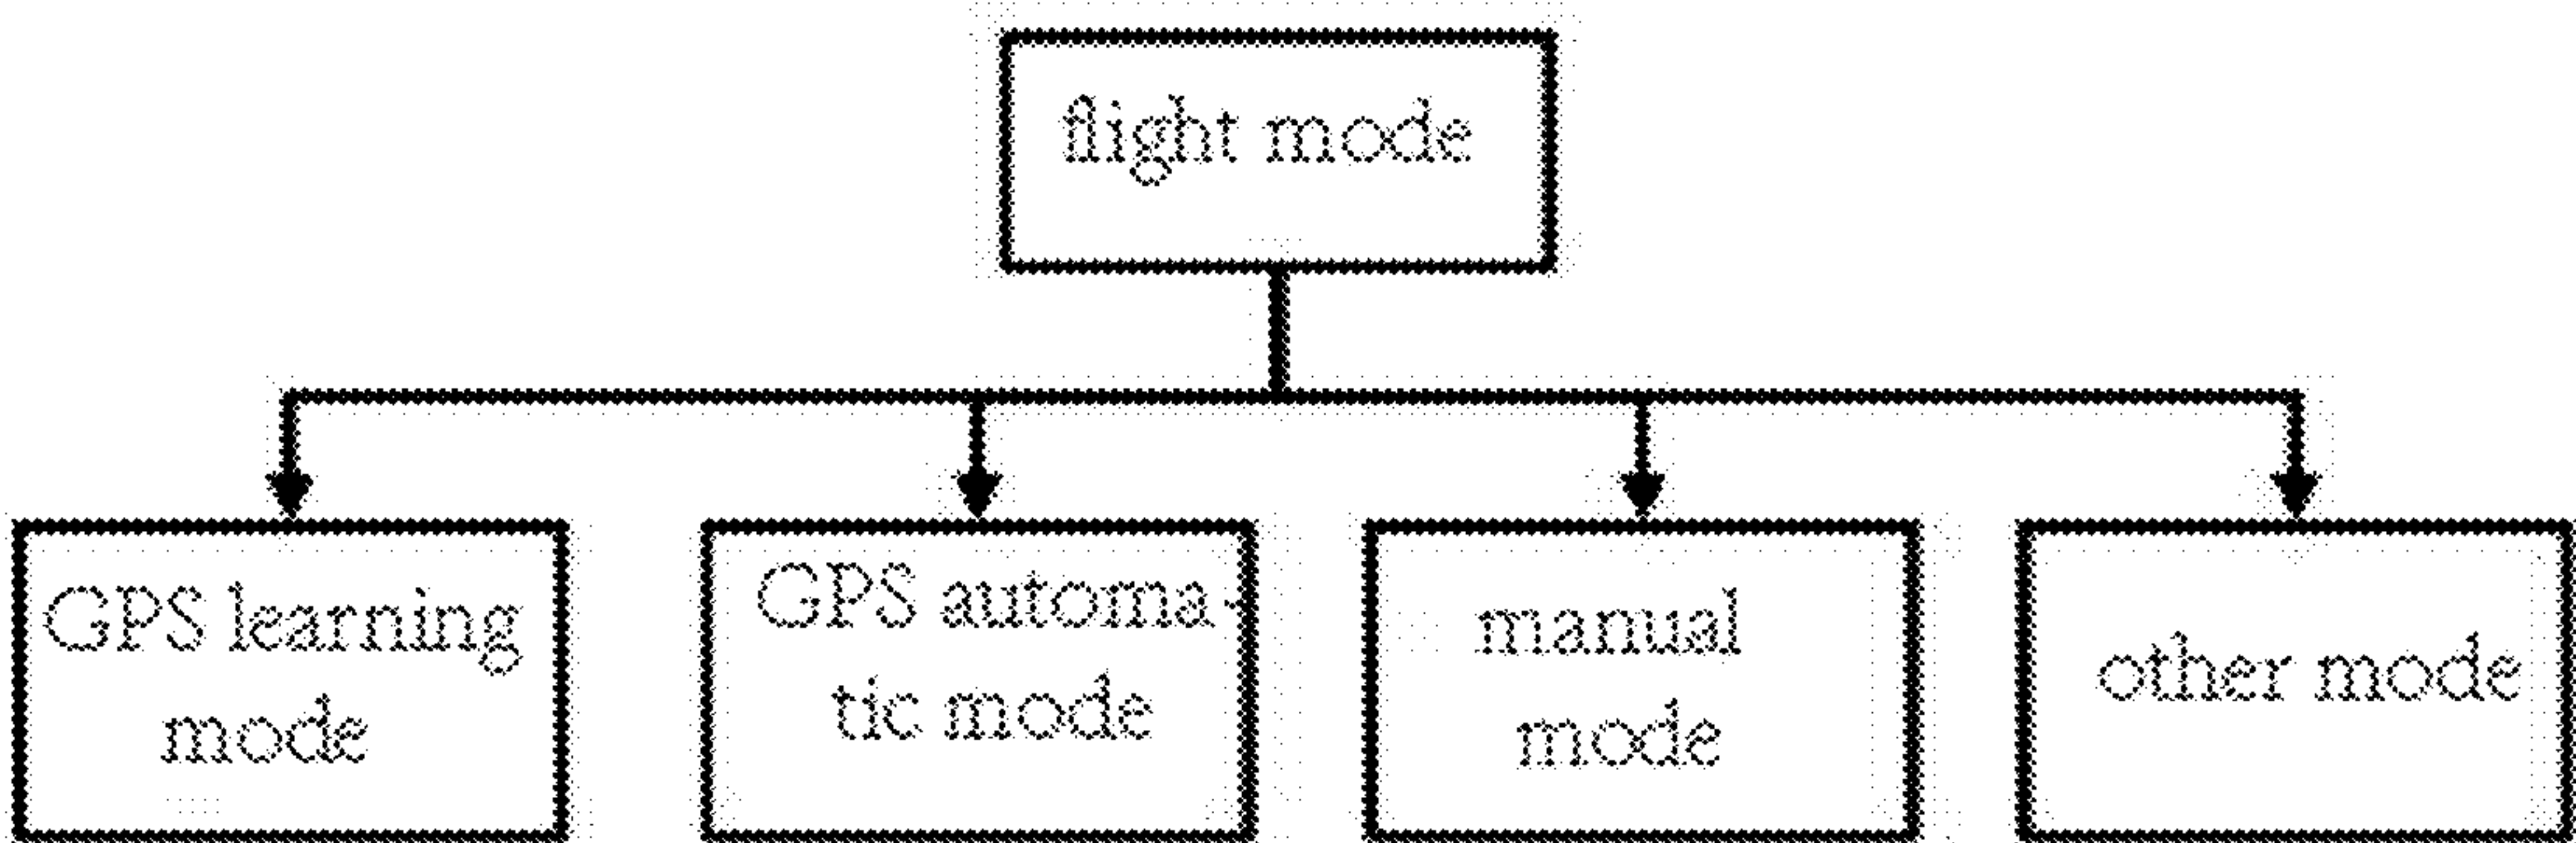 flight mode
GPS learning
mode
GPS automa-
tic mode
manual
mode
other mode